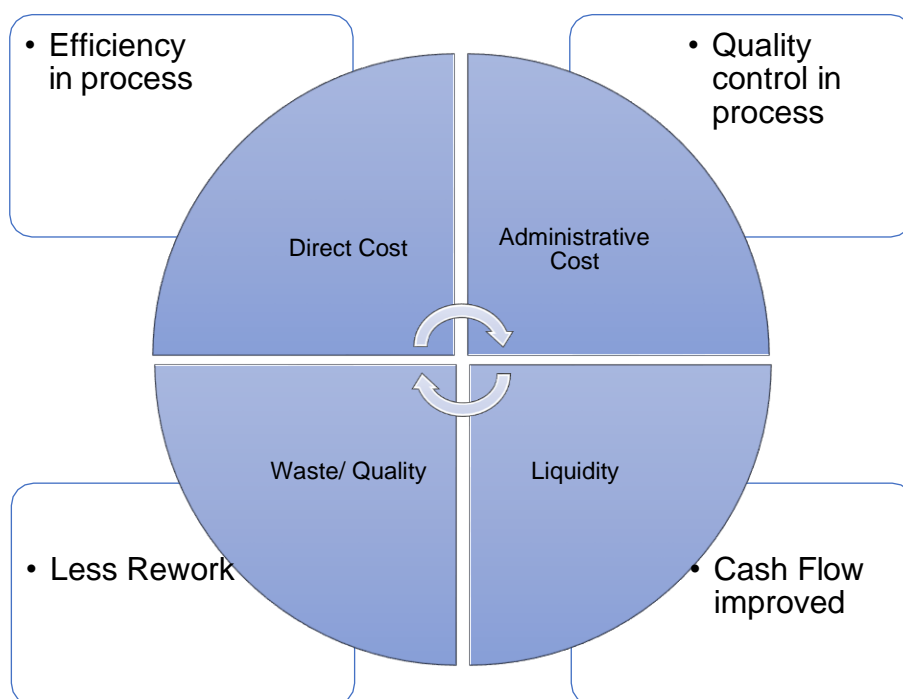 • Efficiency
in process
• Quality
control in
process
Direct Cost
Administrative
Cost
Waste/ Quality
Liquidity
• Less Rework
• Cash Flow
improved